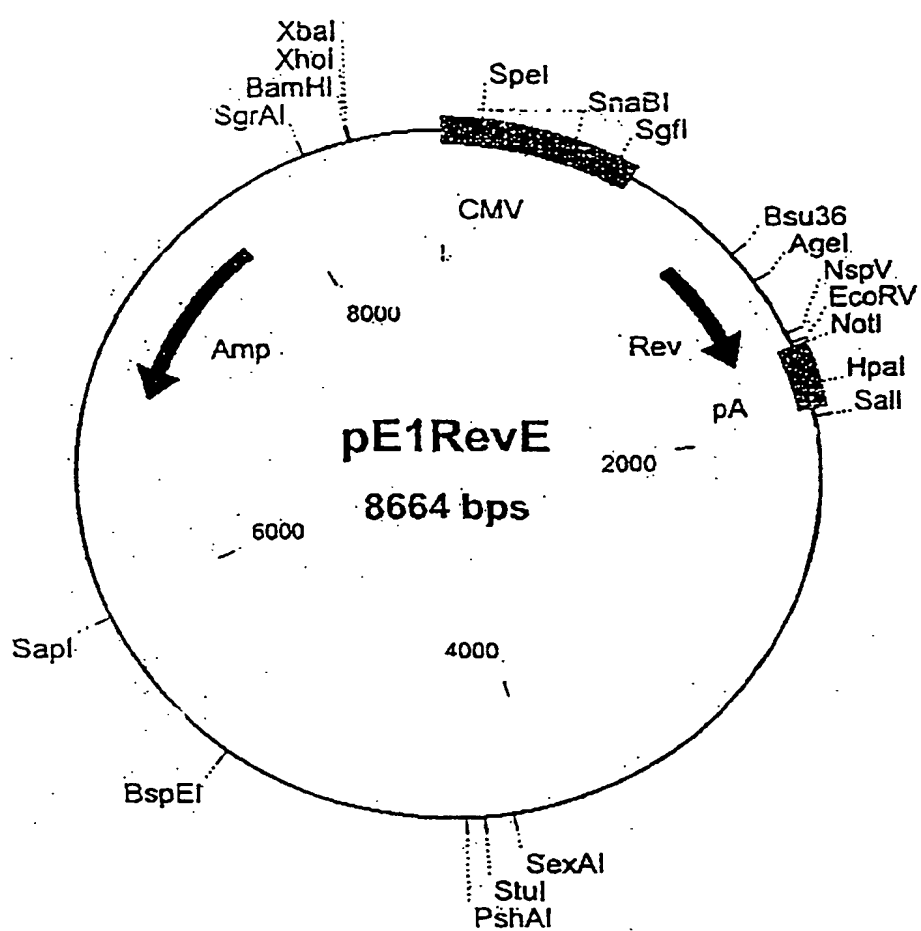 XbaI
XhoI
BamHI
SgrAI
SpeI
SnaBI
SgfI
CMV
Bsu36
AgeI
NspV
EcoRV
NotI
HpaI
SalI
8000
Amp
Rev
pA
pE1RevE
8664 bps
2000
6000
4000
SapI
BspEI
SexAI
StuI
PshAI